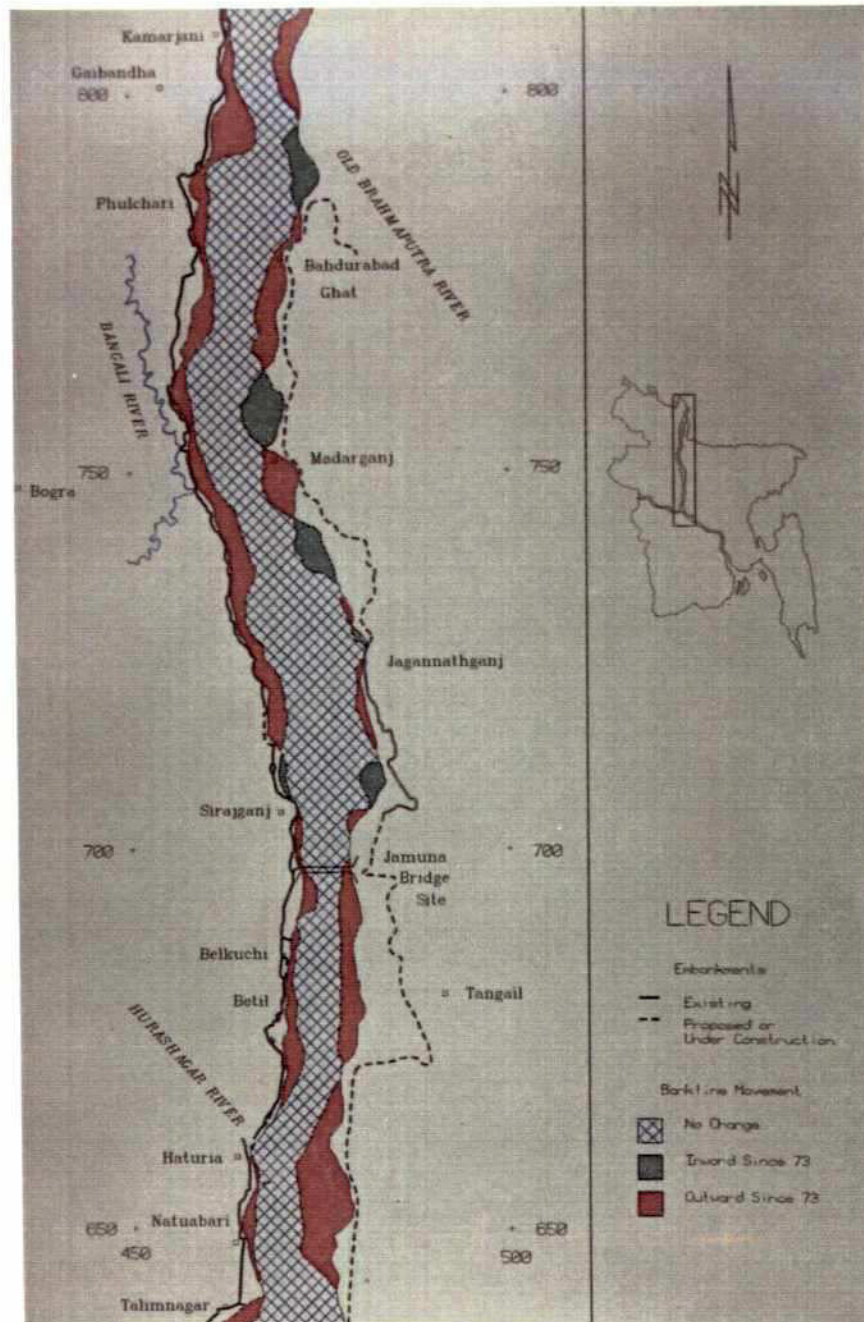 Kamarjani
Gaibandha
800
800
OLD BRAHMAPUTRA RIVER
Phulchari
Bahdurabad
Ghat
BANGALI RIVER
Madarganj
750
750
Bogra
Jagannathganj
Sirajganj
700
700
Jamuna
Bridge
Site
LEGEND
Embankments
Existing
Proposed or
Under Construction
Belkuchi
Betil
Tangail
HURASHAGAR RIVER
Bankline Movement
No Change
Inward Since 73
Outward Since 73
Haturia
Natuabari
650
650
450
500
Talimnagar
N